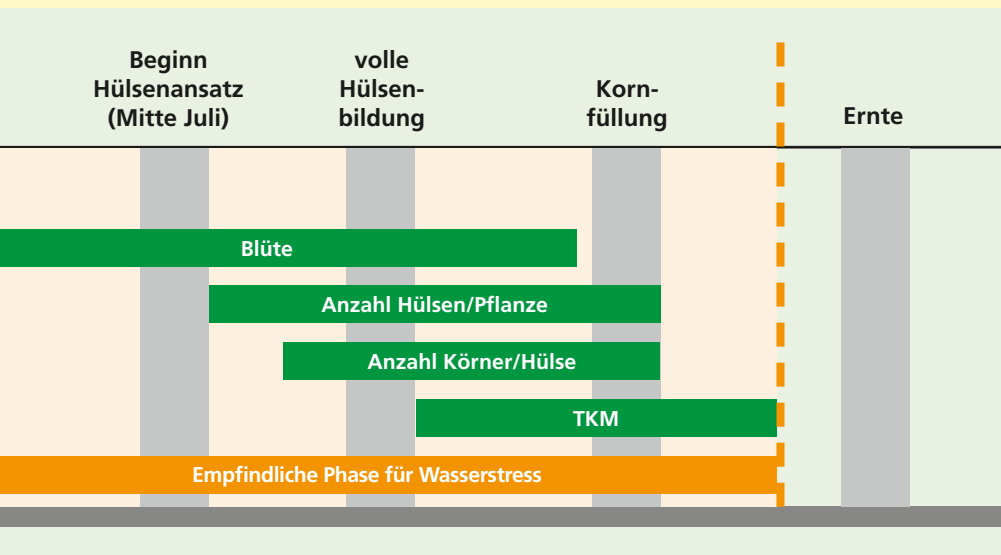 Beginn
Hülsenansatz
(Mitte Juli)
volle
Hülsen-
bildung
Korn-
füllung
Ernte
Blüte
Anzahl Hülsen/Pflanze
Anzahl Körner/Hülse
TKM
Empfindliche Phase für Wasserstress